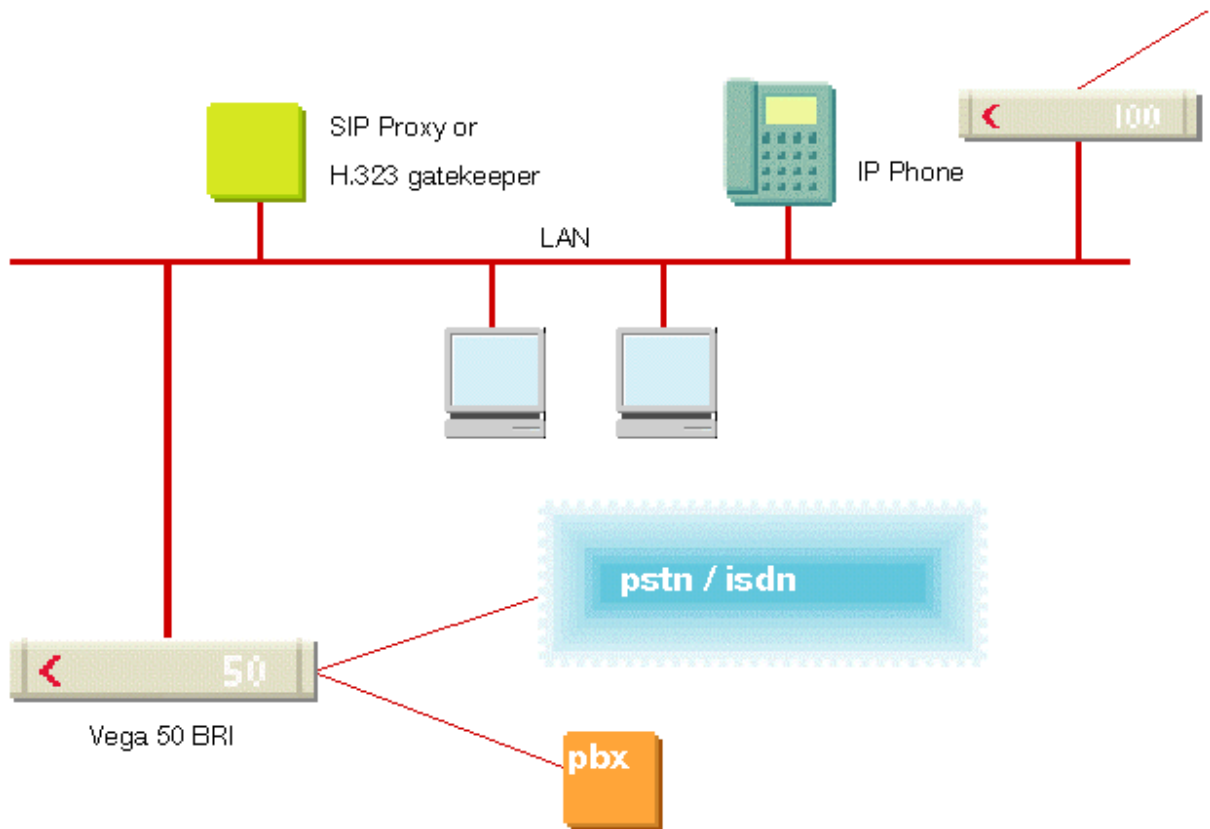 SIP Proxy or
H.323 gatekeeper
IP Phone
100
LAN
pstn / isdn
50
Vega 50 BRI
pbx